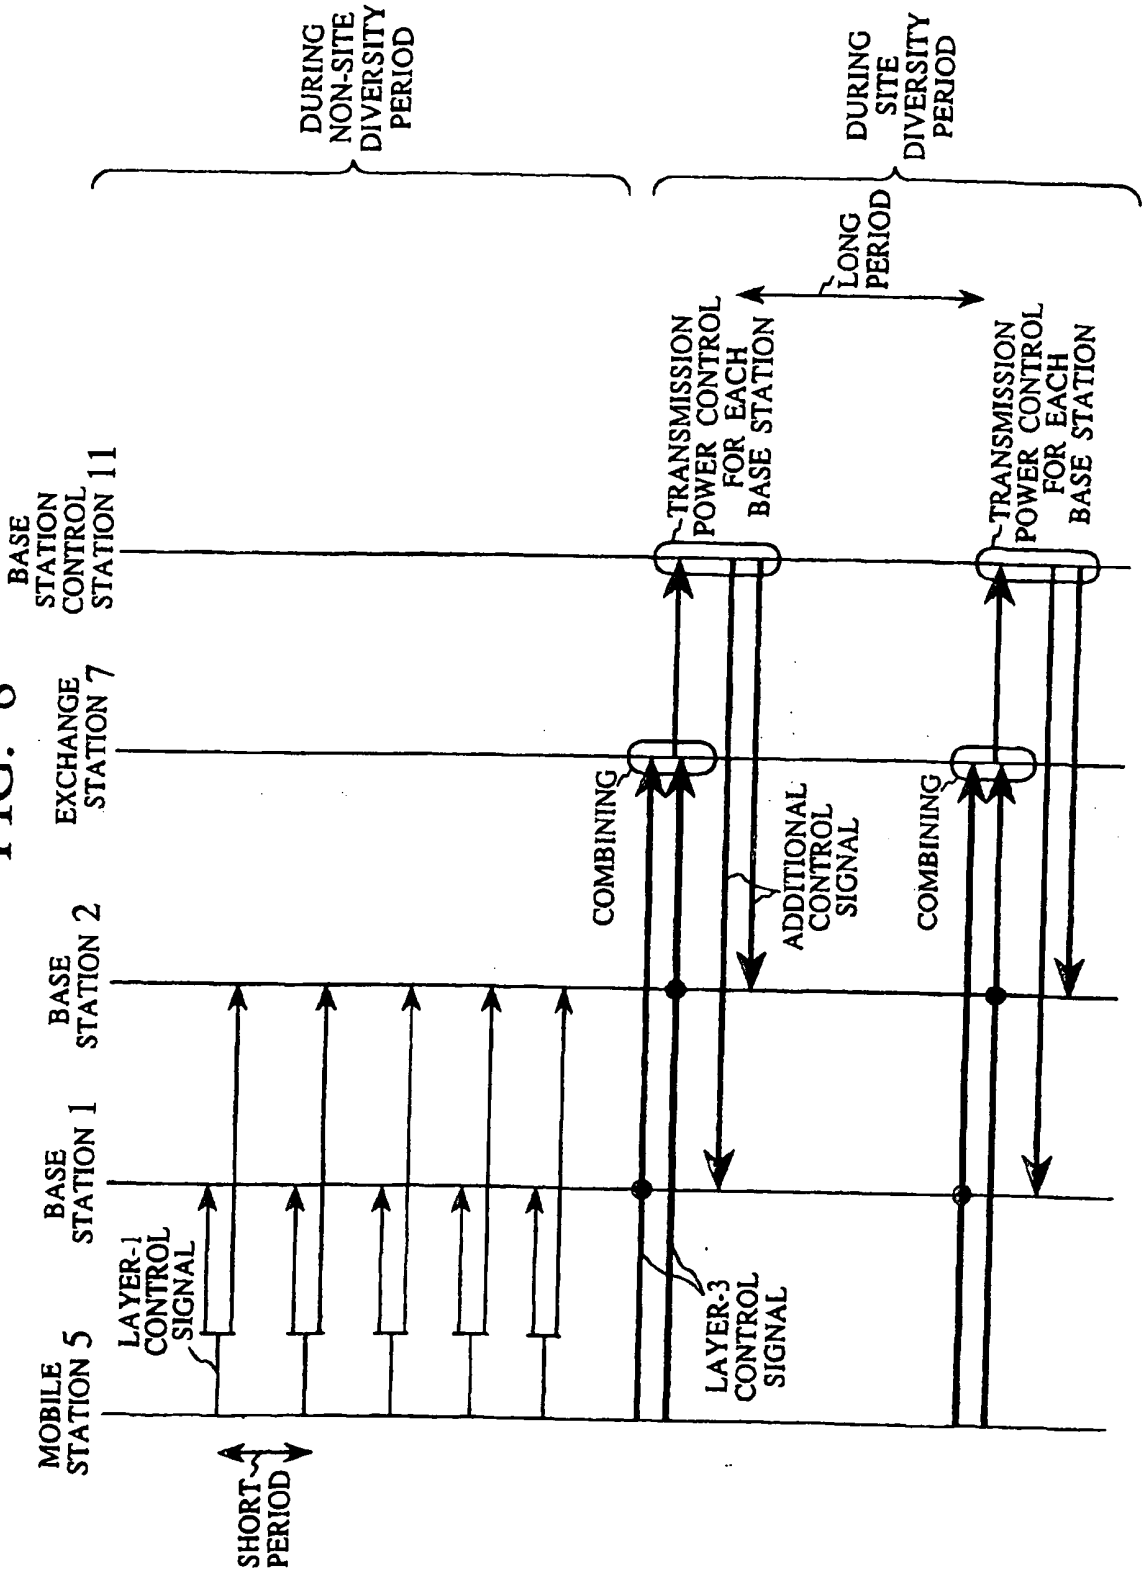 FIG. 8
MOBILE
STATION 5
BASE
STATION 1
BASE
STATION 2
EXCHANGE
STATION 7
BASE
STATION
CONTROL
STATION 11
SHORT
PERIOD
LAYER-1
CONTROL
SIGNAL
DURING
NON-SITE
DIVERSITY
PERIOD
COMBINING
TRANSMISSION
POWER CONTROL
FOR EACH
BASE STATION
LAYER-3
CONTROL
SIGNAL
ADDITIONAL
CONTROL
SIGNAL
LONG
PERIOD
DURING
SITE
DIVERSITY
PERIOD
COMBINING
TRANSMISSION
POWER CONTROL
FOR EACH
BASE STATION